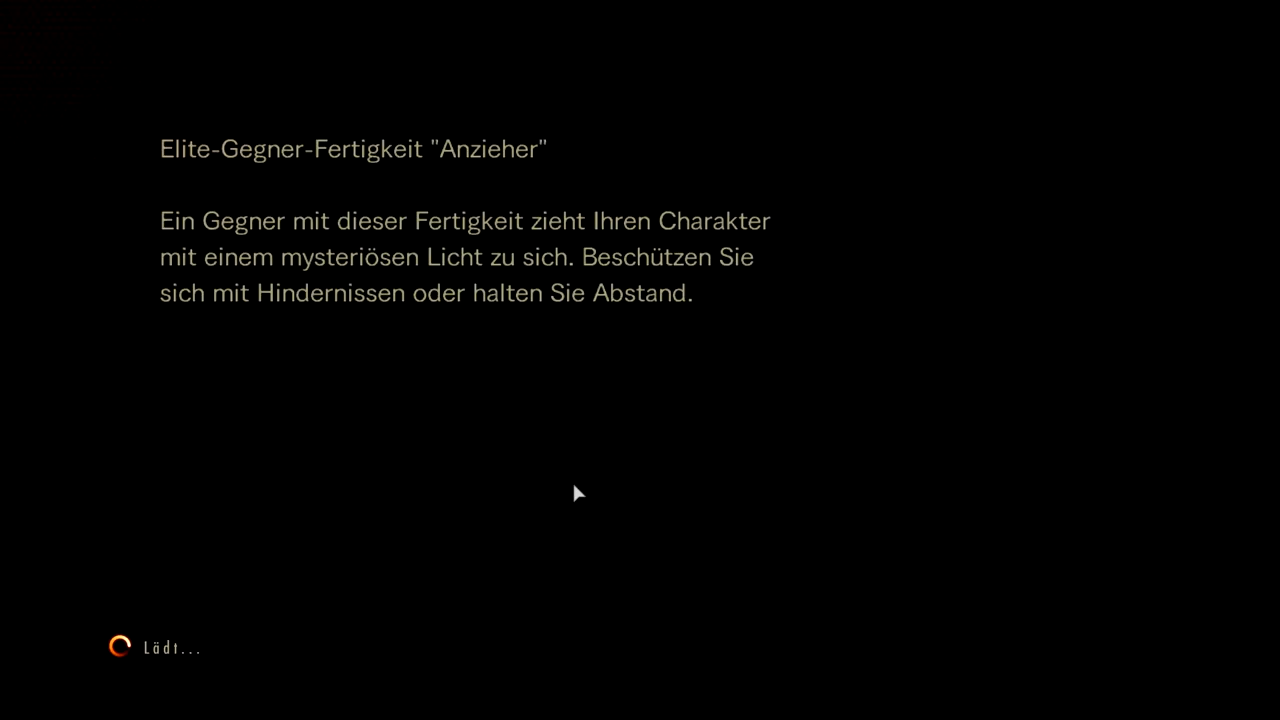 Elite-Gegner-Fertigkeit "Anzieher"
Ein Gegner mit dieser Fertigkeit zieht Ihren Charakter
mit einem mysteriösen Licht zu sich. Beschützen Sie
sich mit Hindernissen oder halten Sie Abstand.
Lädt...